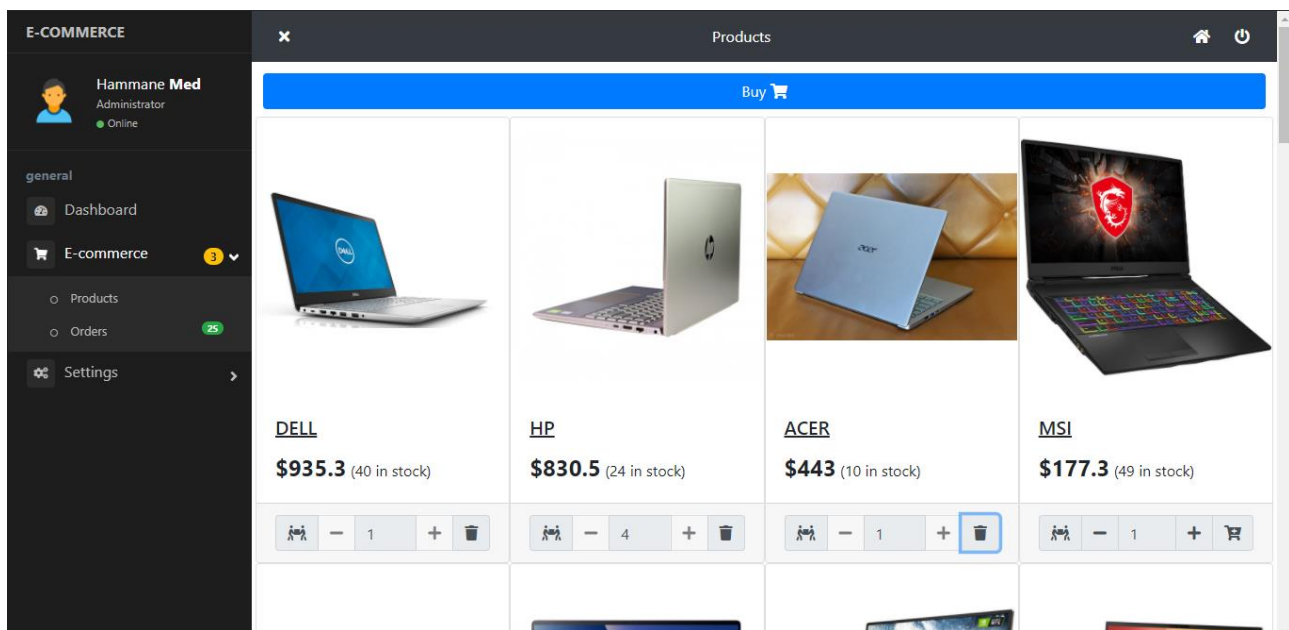 E-COMMERCE
Products
Hammane Med
Administrator
Online
general
Dashboard
E-commerce 3
Products
Orders 25
Settings
Buy
DELL
acer
DELL
$935.3 (40 in stock)
1
HP
$830.5 (24 in stock)
4
ACER
$443 (10 in stock)
1
MSI
$177.3 (49 in stock)
1